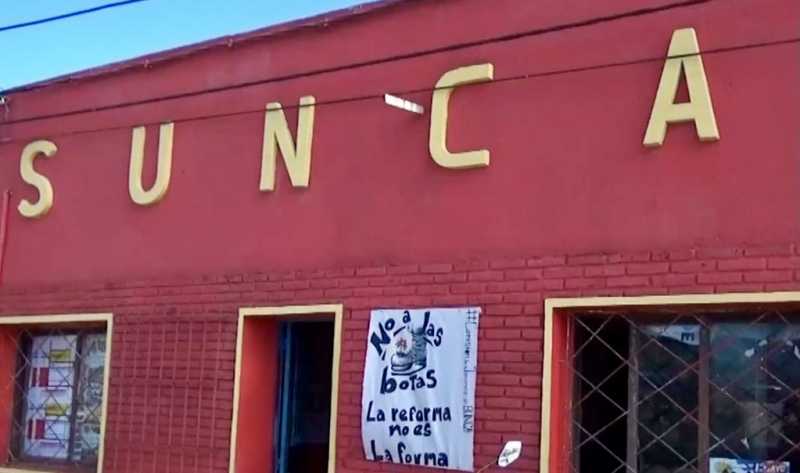 SUNCA
No a las
botas
La reforma
no es
La forma